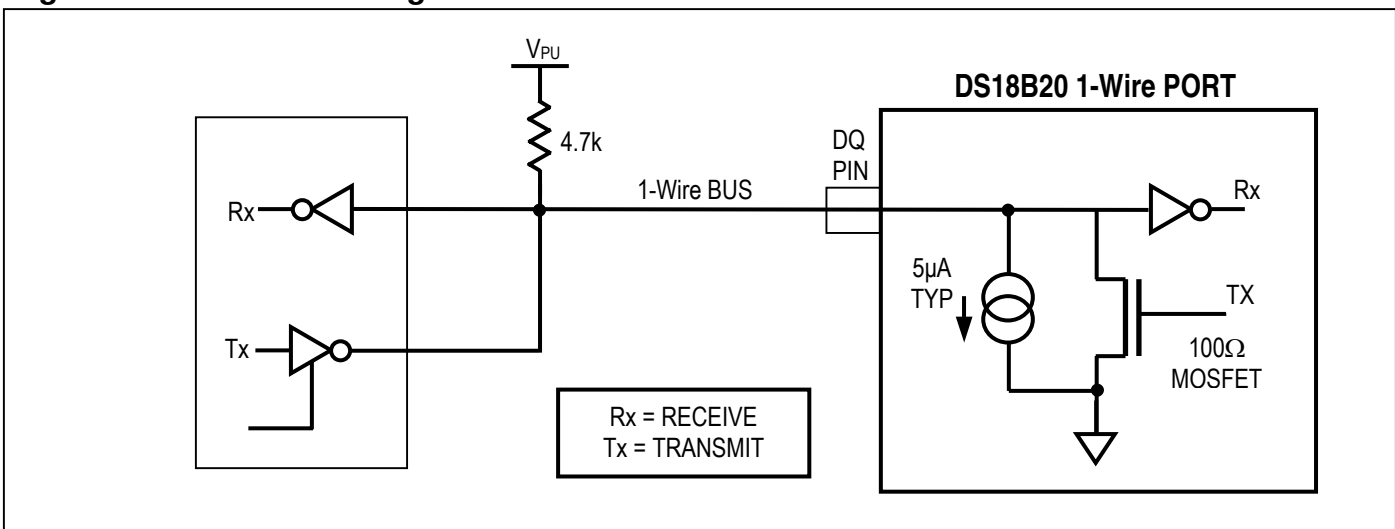 V_PU
DS18B20 1-Wire PORT
4.7k
DQ
PIN
Rx
1-Wire BUS
Rx
5µA
TYP
TX
Tx
100Ω
MOSFET
Rx = RECEIVE
Tx = TRANSMIT